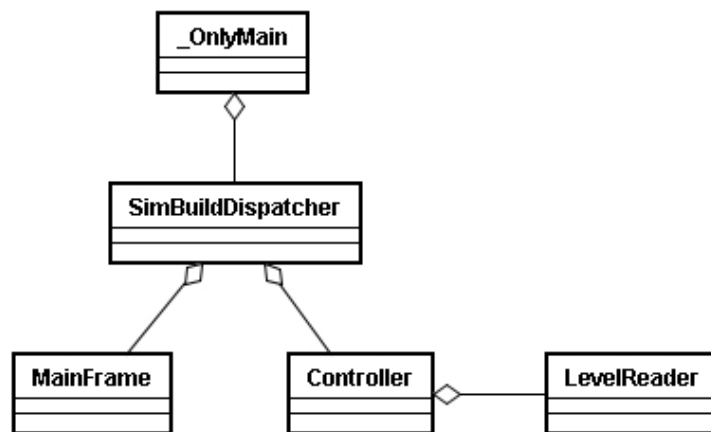 _OnlyMain
SimBuildDispatcher
MainFrame
Controller
LevelReader